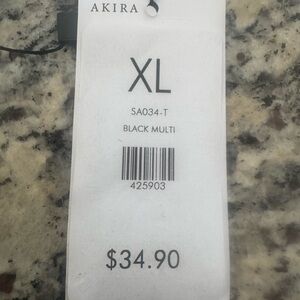 AKIRA
XL
SA034-T
BLACK MULTI
425903
$34.90